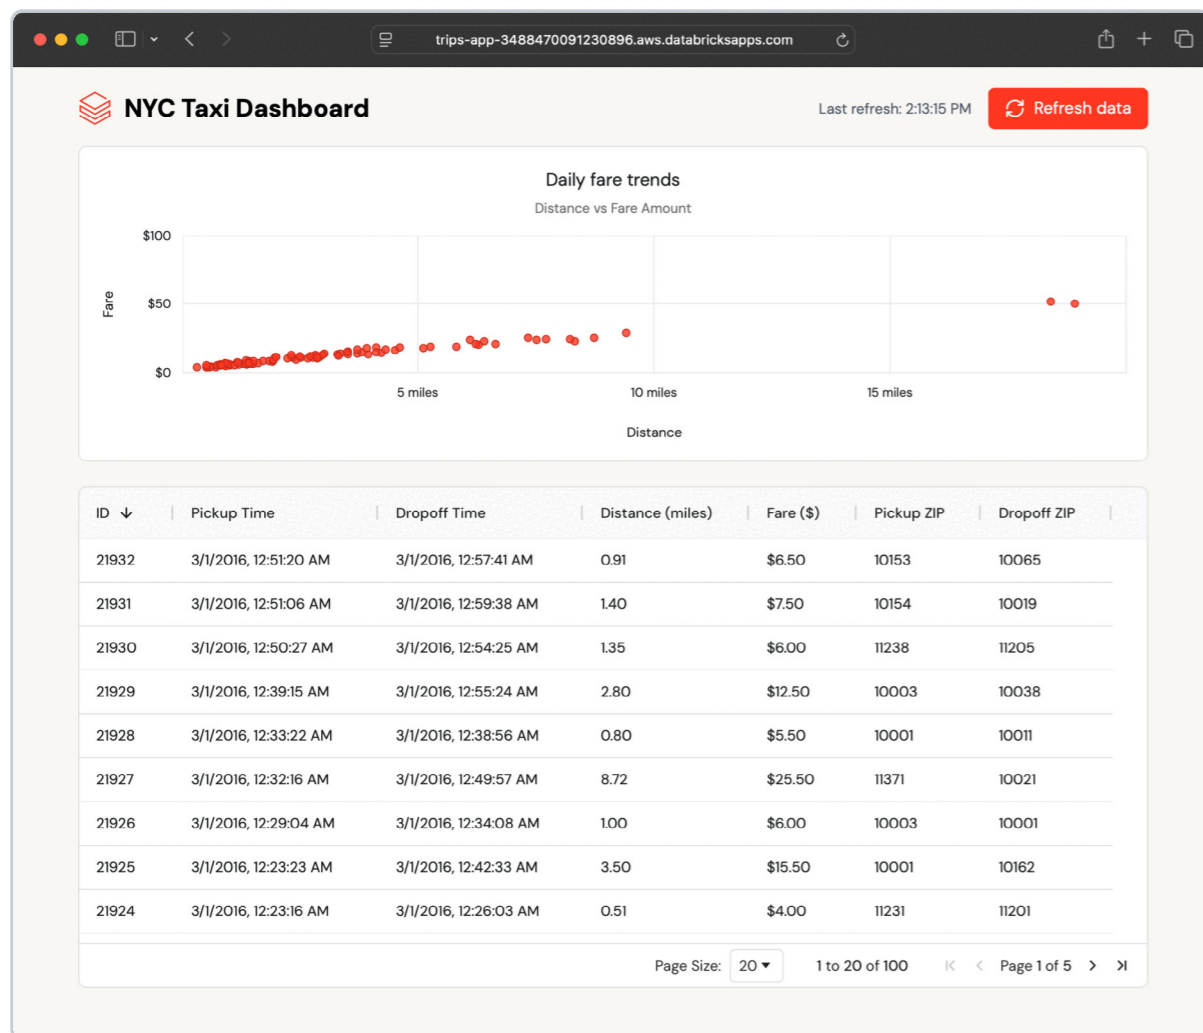 trips-app-3488470091230896.aws.databricksapps.com
NYC Taxi Dashboard
Last refresh: 2:13:15 PM
Refresh data
Daily fare trends
Distance vs Fare Amount
$100
$50
$0
Fare
5 miles 10 miles 15 miles
Distance
ID Pickup Time Dropoff Time Distance (miles) Fare ($) Pickup ZIP Dropoff ZIP
21932 3/1/2016, 12:51:20 AM 3/1/2016, 12:57:41 AM 0.91 $6.50 10153 10065
21931 3/1/2016, 12:51:06 AM 3/1/2016, 12:59:38 AM 1.40 $7.50 10154 10019
21930 3/1/2016, 12:50:27 AM 3/1/2016, 12:54:25 AM 1.35 $6.00 11238 11205
21929 3/1/2016, 12:39:15 AM 3/1/2016, 12:55:24 AM 2.80 $12.50 10003 10038
21928 3/1/2016, 12:33:22 AM 3/1/2016, 12:38:56 AM 0.80 $5.50 10001 10011
21927 3/1/2016, 12:32:16 AM 3/1/2016, 12:49:57 AM 8.72 $25.50 11371 10021
21926 3/1/2016, 12:29:04 AM 3/1/2016, 12:34:08 AM 1.00 $6.00 10003 10001
21925 3/1/2016, 12:23:23 AM 3/1/2016, 12:42:33 AM 3.50 $15.50 10001 10162
21924 3/1/2016, 12:23:16 AM 3/1/2016, 12:26:03 AM 0.51 $4.00 11231 11201
Page Size: 20 1 to 20 of 100 Page 1 of 5